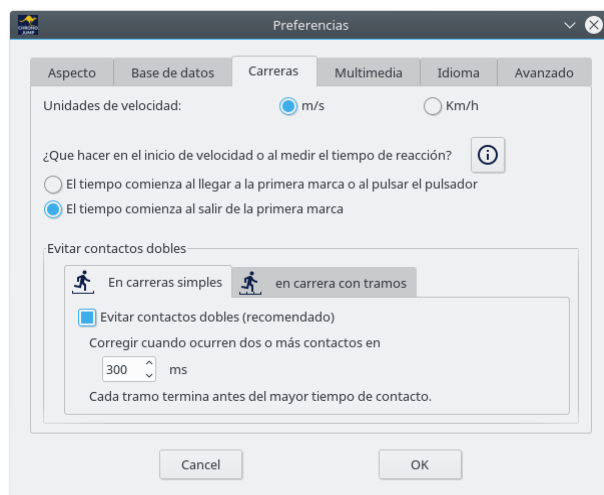 CHRONO
JUMP
Preferencias
Aspecto Base de datos Carreras Multimedia Idioma Avanzado
Unidades de velocidad: m/s Km/h
¿Que hacer en el inicio de velocidad o al medir el tiempo de reacción?
El tiempo comienza al llegar a la primera marca o al pulsar el pulsador
El tiempo comienza al salir de la primera marca
Evitar contactos dobles
En carreras simples en carrera con tramos
Evitar contactos dobles (recomendado)
Corregir cuando ocurren dos o más contactos en
300 ms
Cada tramo termina antes del mayor tiempo de contacto.
Cancel OK